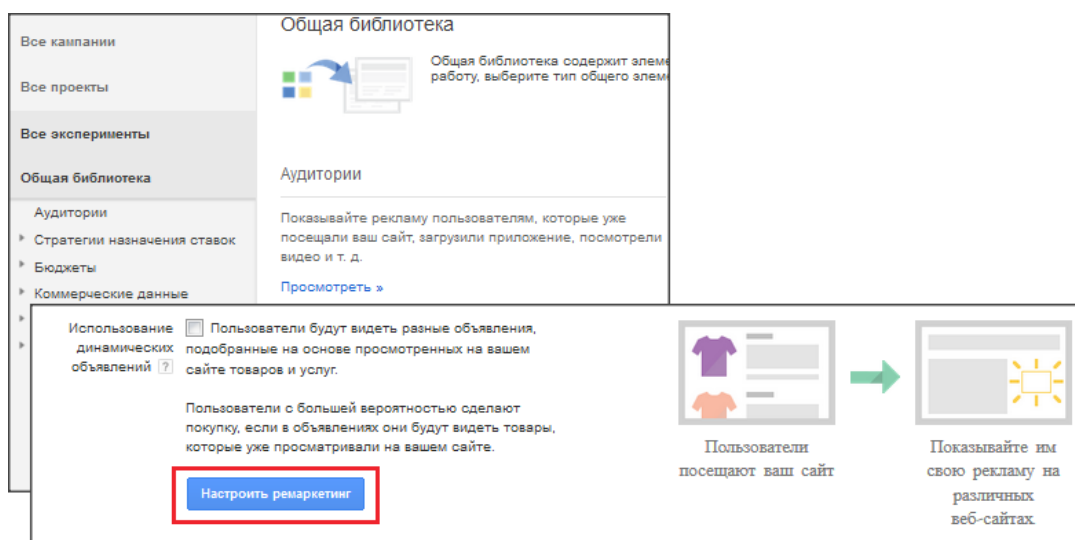 Все кампании
Все проекты
Все эксперименты
Общая библиотека
Аудитории
Стратегии назначения ставок
Бюджеты
Коммерческие данные
Общая библиотека
Общая библиотека содержит
работу, выберите тип общего
Аудитории
Показывайте рекламу пользователям, которые уже
посещали ваш сайт, загрузили приложение, посмотрели
видео и т. д.
Просмотреть »
Использование
динамических
объявлений ?
Пользователи будут видеть разные объявления,
подобранные на основе просмотренных на вашем
сайте товаров и услуг.
Пользователи с большей вероятностью сделают
покупку, если в объявлениях они будут видеть товары,
которые уже просматривали на вашем сайте.
Настроить ремаркетинг
Пользователи
посещают ваш сайт
Показывайте им
свою рекламу на
различных
веб-сайтах